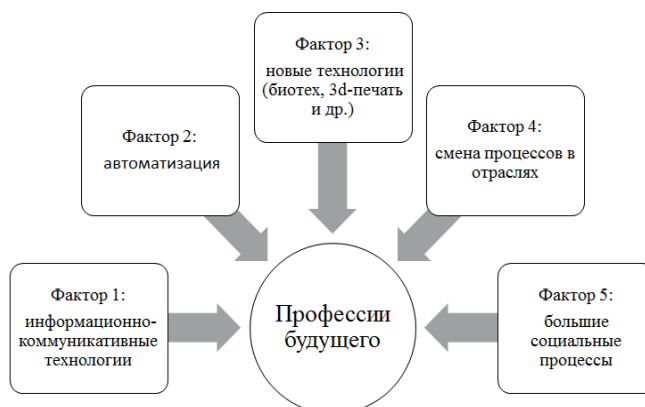 Фактор 1:
информационно-
коммуникативные
технологии
Фактор 2:
автоматизация
Фактор 3:
новые технологии
(биотех, 3d-печать
и др.)
Фактор 4:
смена процессов в
отраслях
Фактор 5:
большие
социальные
процессы
Профессии
будущего